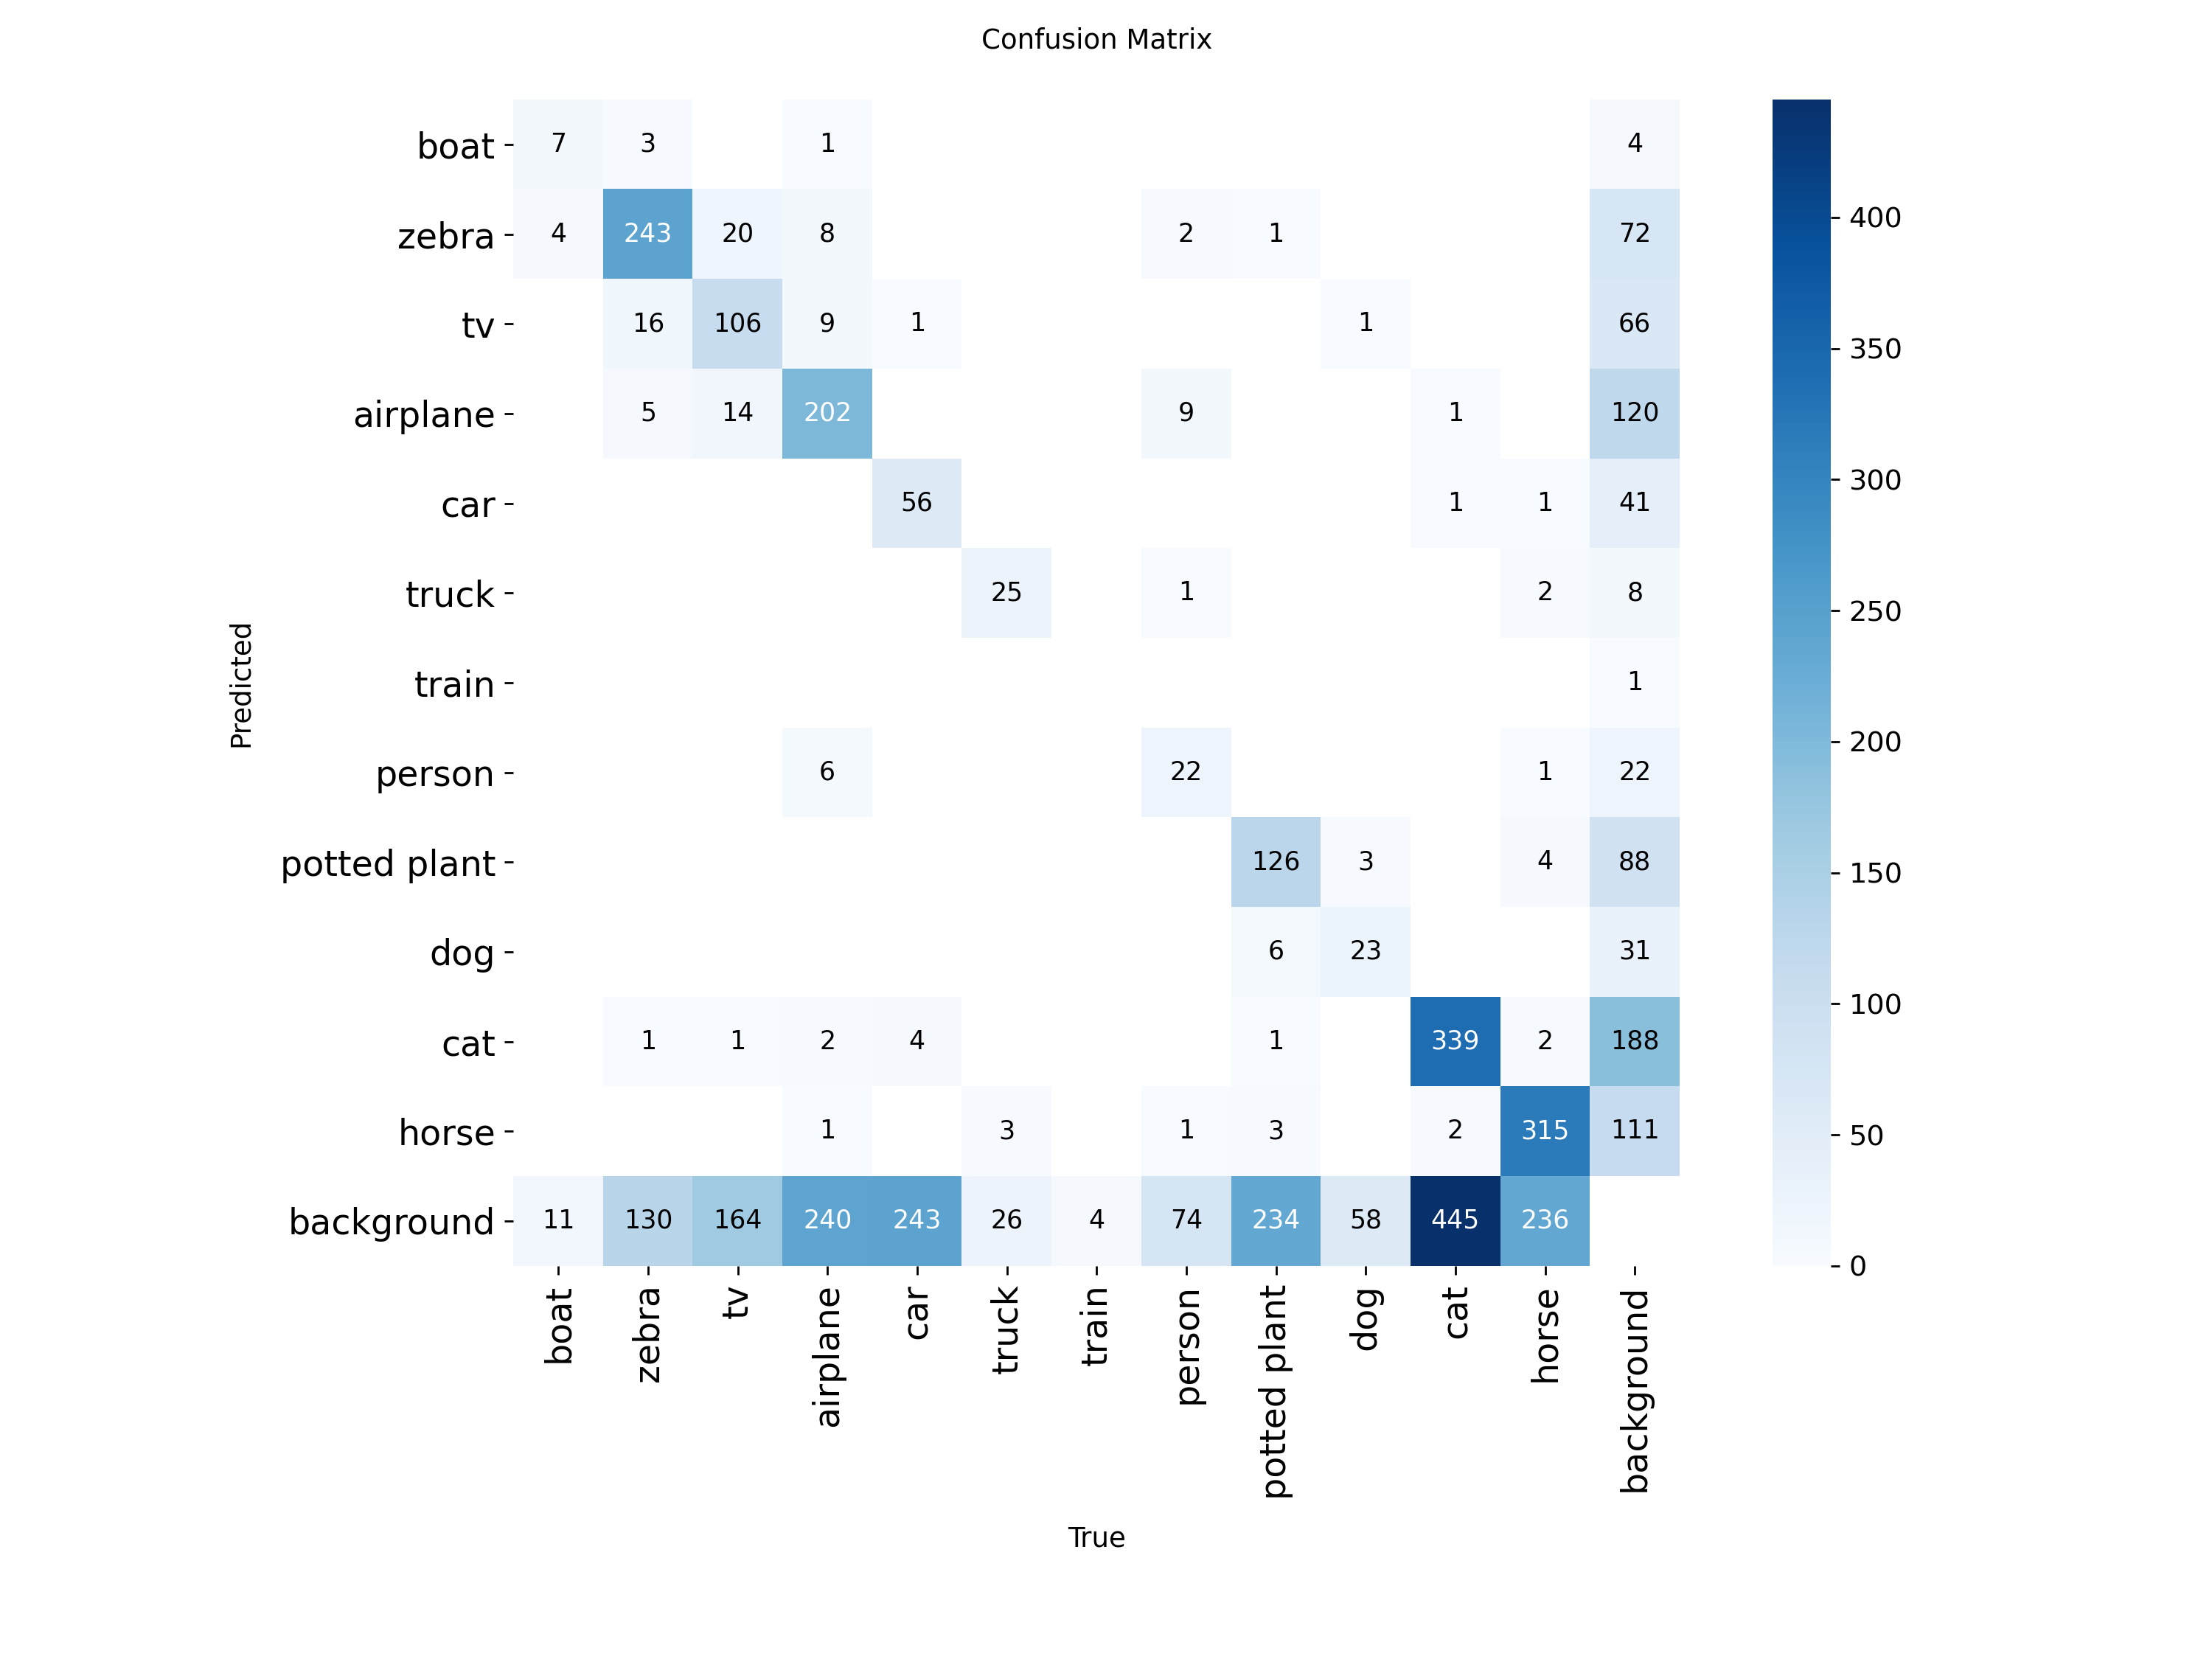 Confusion Matrix
boat 7 3 1 4
zebra 4 243 20 8 2 1 72
tv 16 106 9 1 1 66
airplane 5 14 202 9 1 120
car 56 1 1 41
truck 25 1 2 8
train 1
person 6 22 1 22
potted plant 126 3 4 88
dog 6 23 31
cat 1 1 2 4 1 339 2 188
horse 1 3 1 3 2 315 111
background 11 130 164 240 243 26 4 74 234 58 445 236
boat zebra tv airplane car truck train person potted plant dog cat horse background
True
Predicted
400
350
300
250
200
150
100
50
0